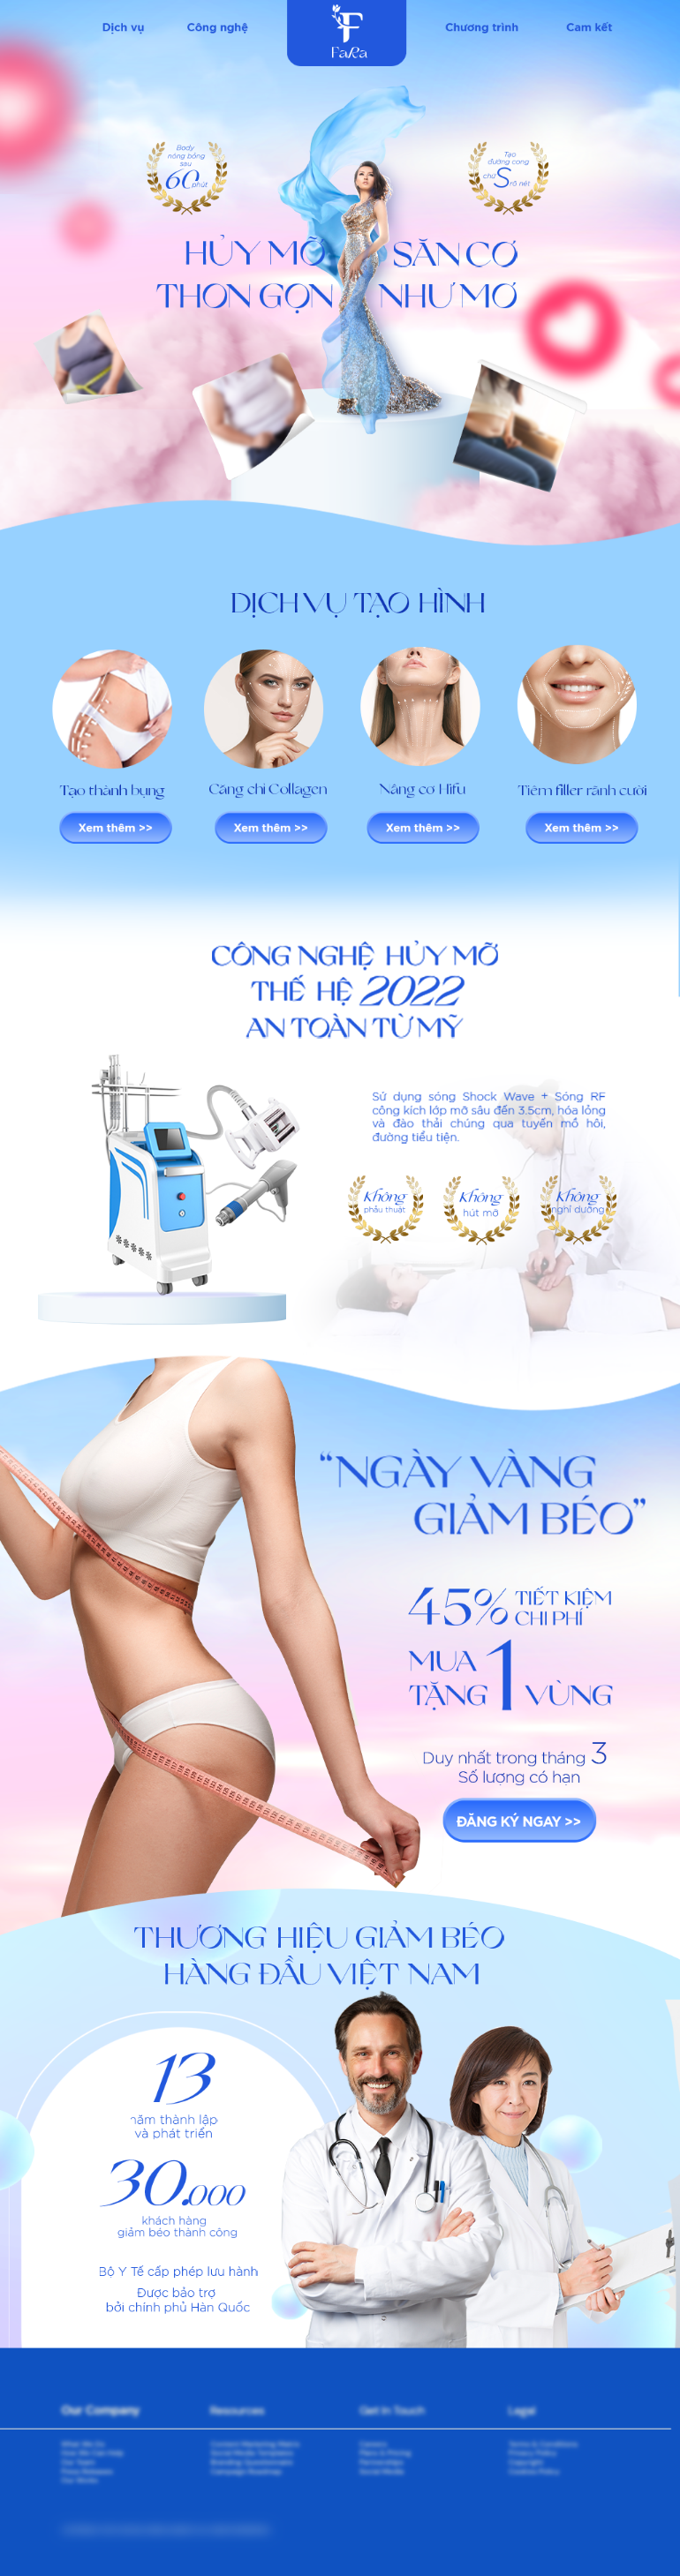 Dịch vụ
Công nghệ
F
FaRa
Chương trình
Cam kết
Body
nóng bỏng
sau
60 phút
Tạo
đường cong
chữ S rõ nét
HỦY MỠ SĂN CƠ
THON GỌN NHƯ MƠ
DỊCH VỤ TẠO HÌNH
Tạo thành bụng
Căng chỉ Collagen
Nâng cơ Hifu
Tiêm filler rãnh cười
Xem thêm >>
Xem thêm >>
Xem thêm >>
Xem thêm >>
CÔNG NGHỆ HỦY MỠ
THẾ HỆ 2022
AN TOÀN TỪ MỸ
Sử dụng sóng Shock Wave + Sóng RF
công kích lớp mỡ sâu đến 3.5cm, hóa lỏng
và đào thải chúng qua tuyến mồ hôi,
đường tiểu tiện.
Không
phẫu thuật
Không
hút mỡ
Không
nghỉ dưỡng
“NGÀY VÀNG
GIẢM BÉO”
45% TIẾT KIỆM
CHI PHÍ
MUA 1
TẶNG VÙNG
Duy nhất trong tháng 3
Số lượng có hạn
ĐĂNG KÝ NGAY >>
THƯƠNG HIỆU GIẢM BÉO
HÀNG ĐẦU VIỆT NAM
13
năm thành lập
và phát triển
30.000
khách hàng
giảm béo thành công
Bộ Y Tế cấp phép lưu hành
Được bảo trợ
bởi chính phủ Hàn Quốc
Our Company
Resources
Get In Touch
Legal